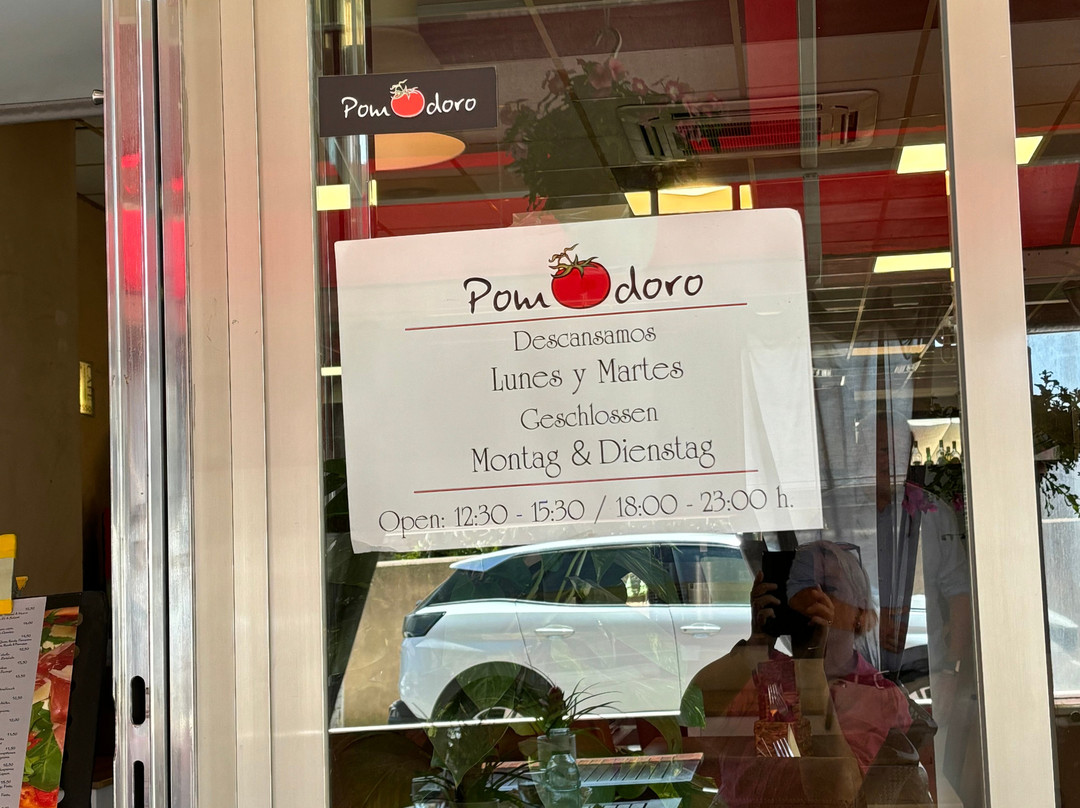 Pomodoro
Pomodoro
Descansamos
Lunes y Martes
Geschlossen
Montag & Dienstag
Open: 12:30 - 15:30 / 18:00 - 23:00 h.